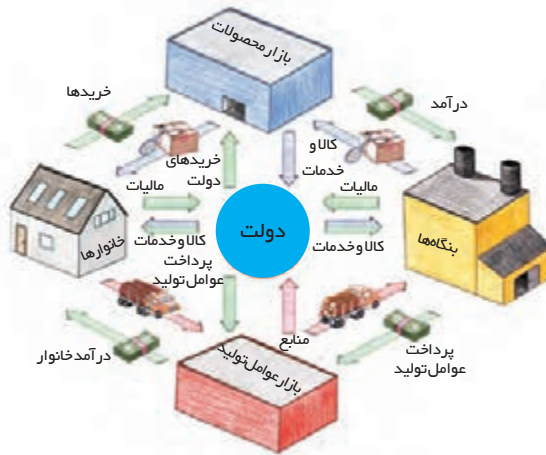 بازار محصولات
خریدها
درآمد
کالا و
خدمات
خریدهای
دولت
مالیات
مالیات
خانوارها
دولت
بنگاه‌ها
کالا و خدمات
کالا و خدمات
پرداخت
عوامل تولید
منابع
درآمد خانوار
بازار عوامل تولید
پرداخت
عوامل تولید